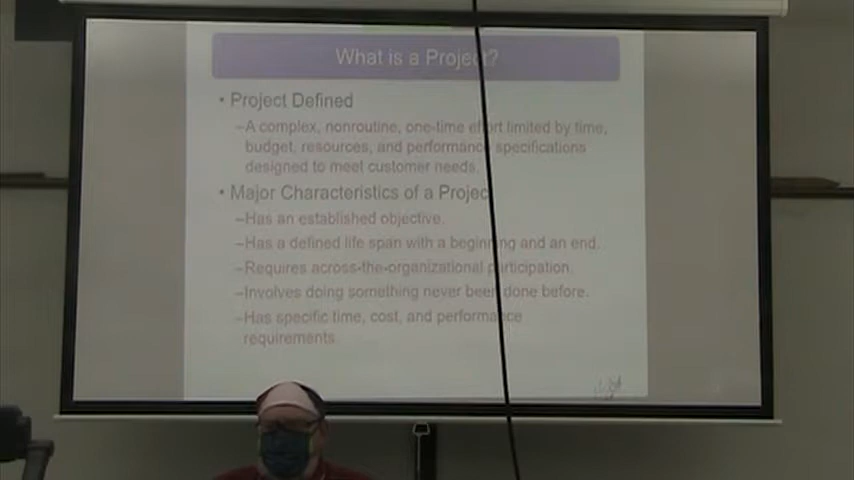 What is a Project?
• Project Defined
–A complex, nonroutine, one-time effort limited by time,
budget, resources, and performance specifications
designed to meet customer needs.
• Major Characteristics of a Project
–Has an established objective.
–Has a defined life span with a beginning and an end.
–Requires across-the-organizational participation.
–Involves doing something never been done before.
–Has specific time, cost, and performance
requirements.